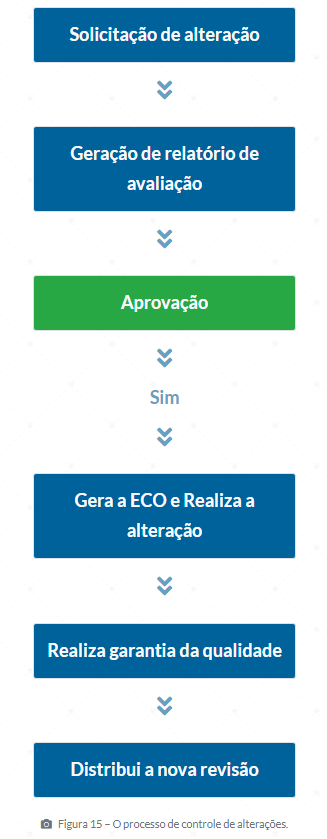 Solicitação de alteração
Geração de relatório de
avaliação
Aprovação
Sim
Gera a ECO e Realiza a
alteração
Realiza garantia da qualidade
Distribui a nova revisão
Figura 15 – O processo de controle de alterações.